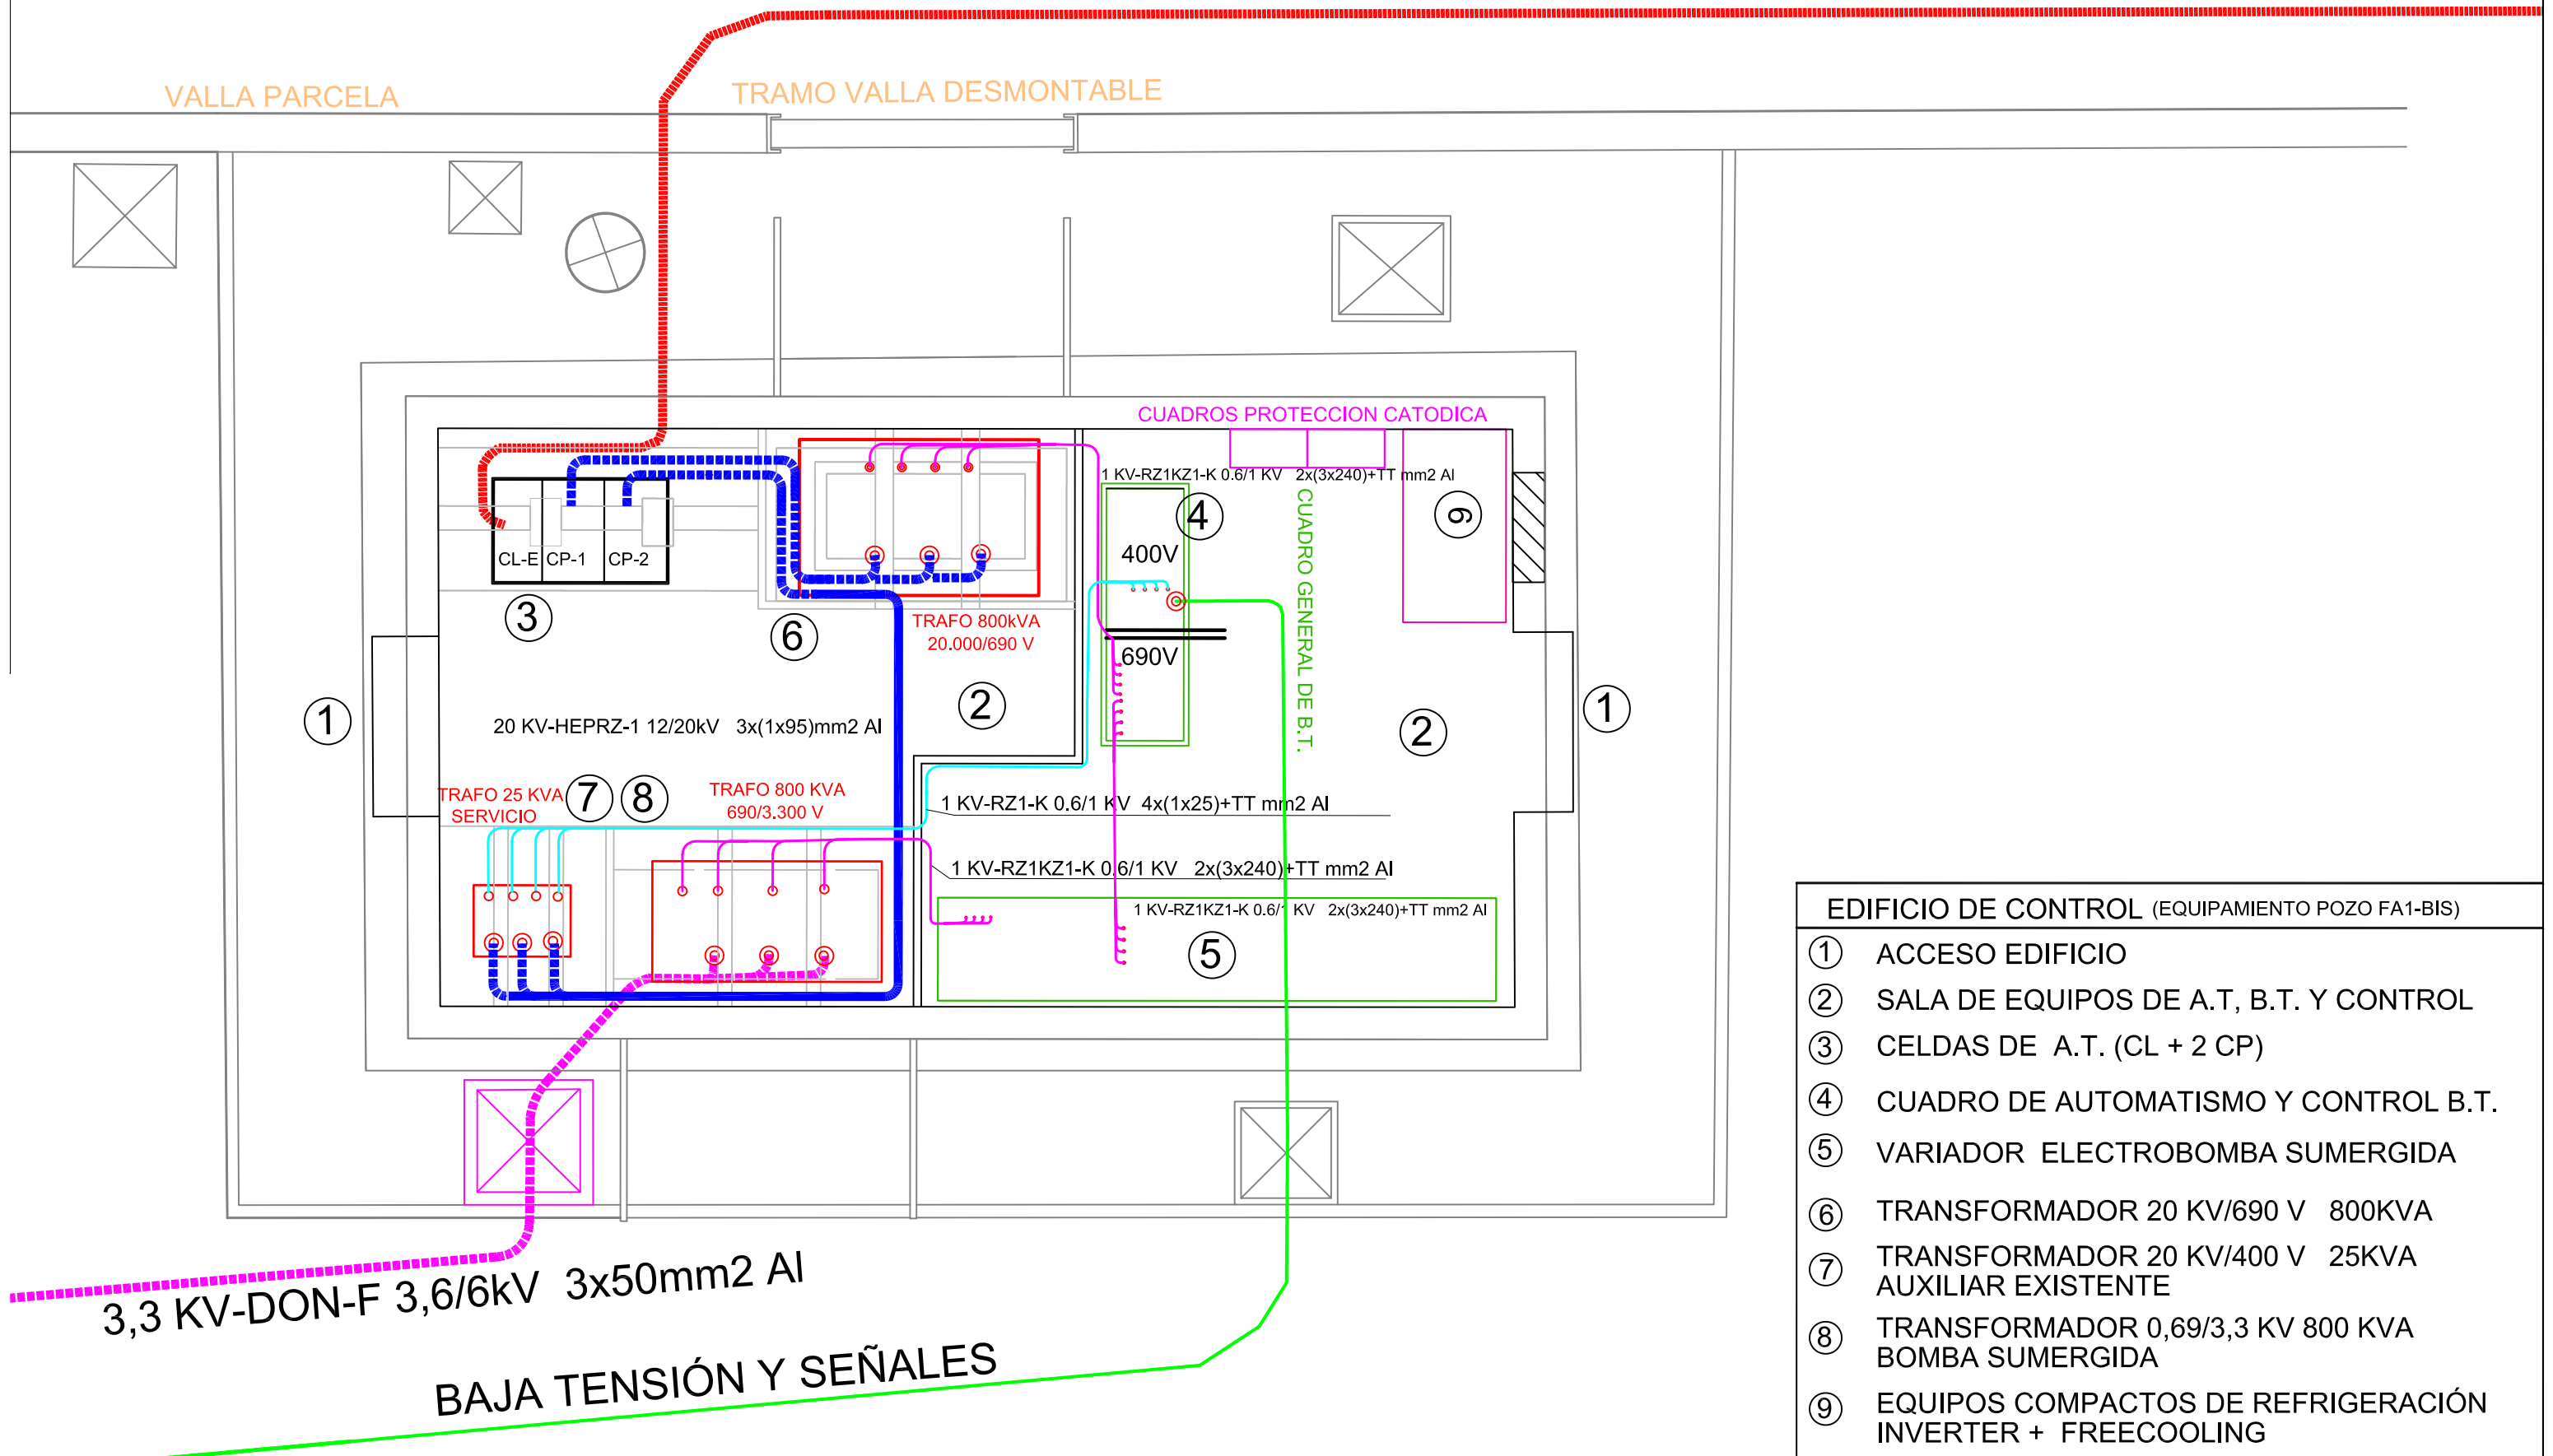 VALLA PARCELA
TRAMO VALLA DESMONTABLE
CUADROS PROTECCION CATODICA
1 KV-RZ1KZ1-K 0.6/1 KV 2x(3x240)+TT mm2 Al
4
9
400V
CUADRO GENERAL DE B.T.
CL-E
CP-1
CP-2
3
6
TRAFO 800kVA
20.000/690 V
690V
2
1
20 KV-HEPRZ-1 12/20kV 3x(1x95)mm2 Al
2
1
TRAFO 25 KVA
SERVICIO
7
8
TRAFO 800 KVA
690/3.300 V
1 KV-RZ1-K 0.6/1 KV 4x(1x25)+TT mm2 Al
1 KV-RZ1KZ1-K 0.6/1 KV 2x(3x240)+TT mm2 Al
1 KV-RZ1KZ1-K 0.6/1 KV 2x(3x240)+TT mm2 Al
5
3,3 KV-DON-F 3,6/6kV 3x50mm2 Al
BAJA TENSIÓN Y SEÑALES
EDIFICIO DE CONTROL (EQUIPAMIENTO POZO FA1-BIS)
1 ACCESO EDIFICIO
2 SALA DE EQUIPOS DE A.T, B.T. Y CONTROL
3 CELDAS DE A.T. (CL + 2 CP)
4 CUADRO DE AUTOMATISMO Y CONTROL B.T.
5 VARIADOR ELECTROBOMBA SUMERGIDA
6 TRANSFORMADOR 20 KV/690 V 800KVA
7 TRANSFORMADOR 20 KV/400 V 25KVA
AUXILIAR EXISTENTE
8 TRANSFORMADOR 0,69/3,3 KV 800 KVA
BOMBA SUMERGIDA
9 EQUIPOS COMPACTOS DE REFRIGERACIÓN
INVERTER + FREECOOLING